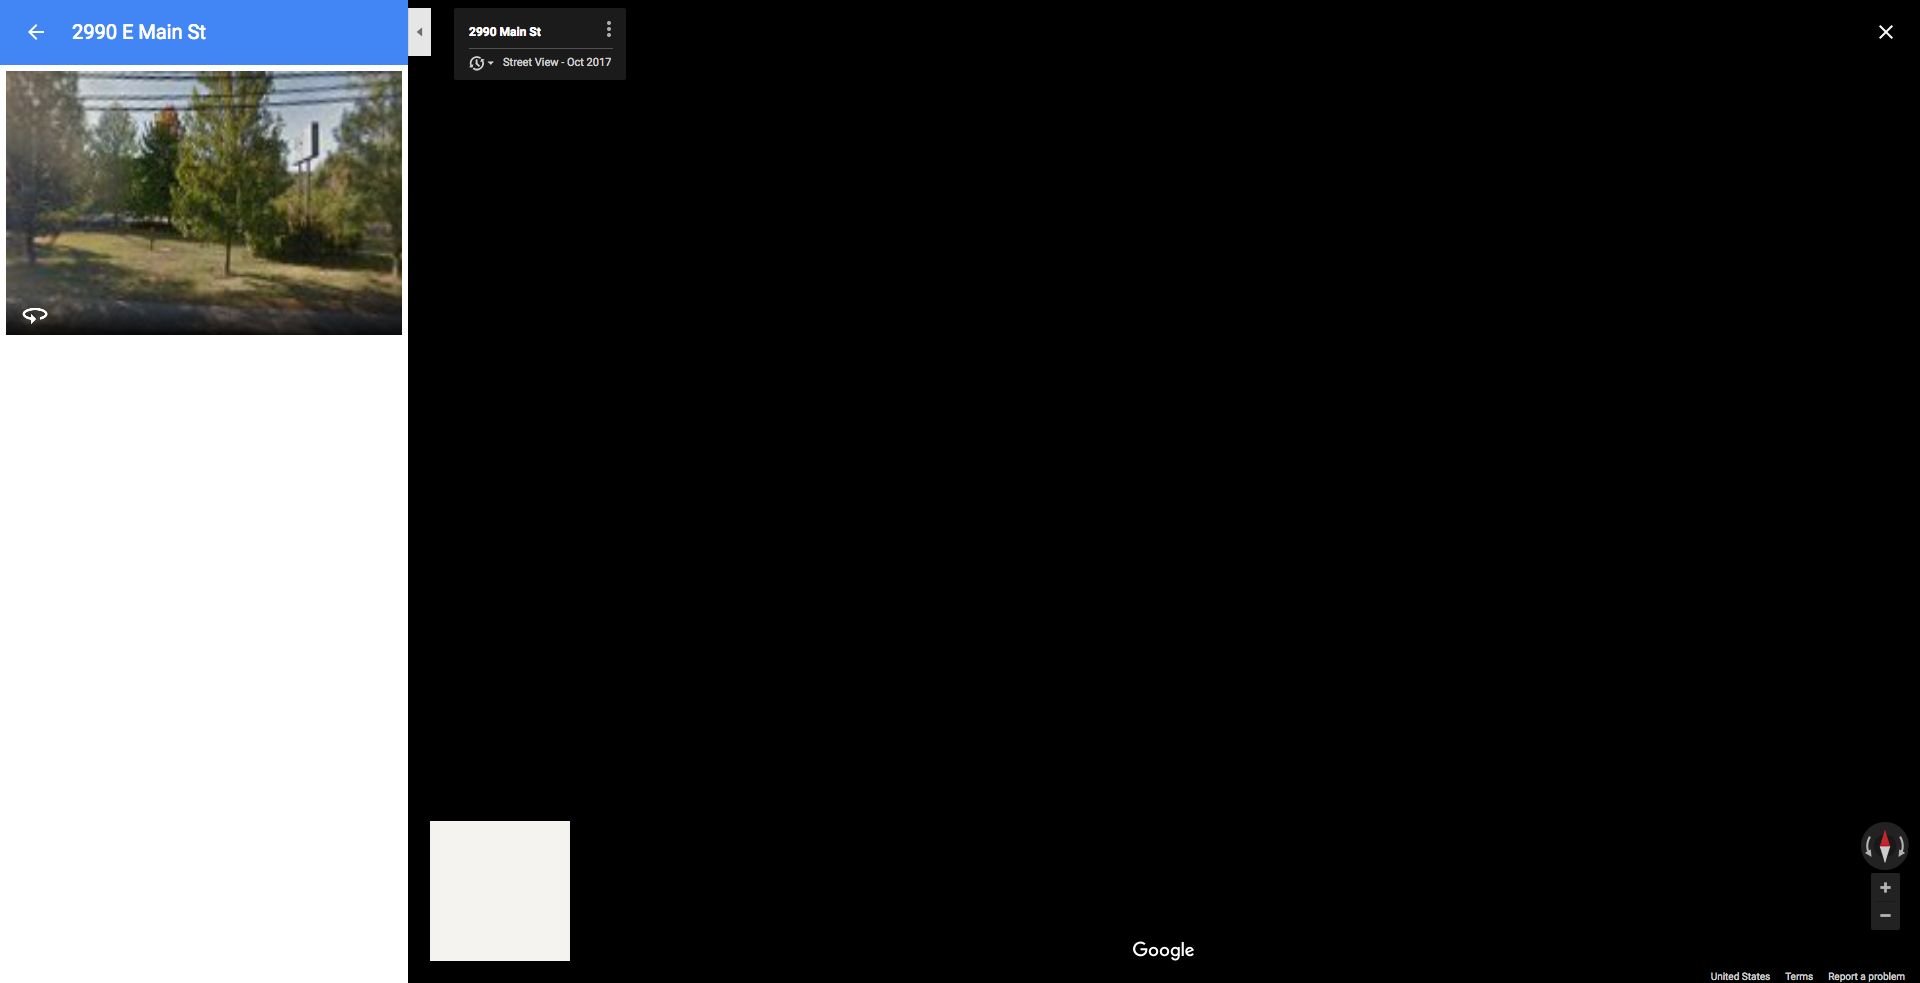 2990 E Main St
2990 Main St
Street View - Oct 2017
Google
United States Terms Report a problem